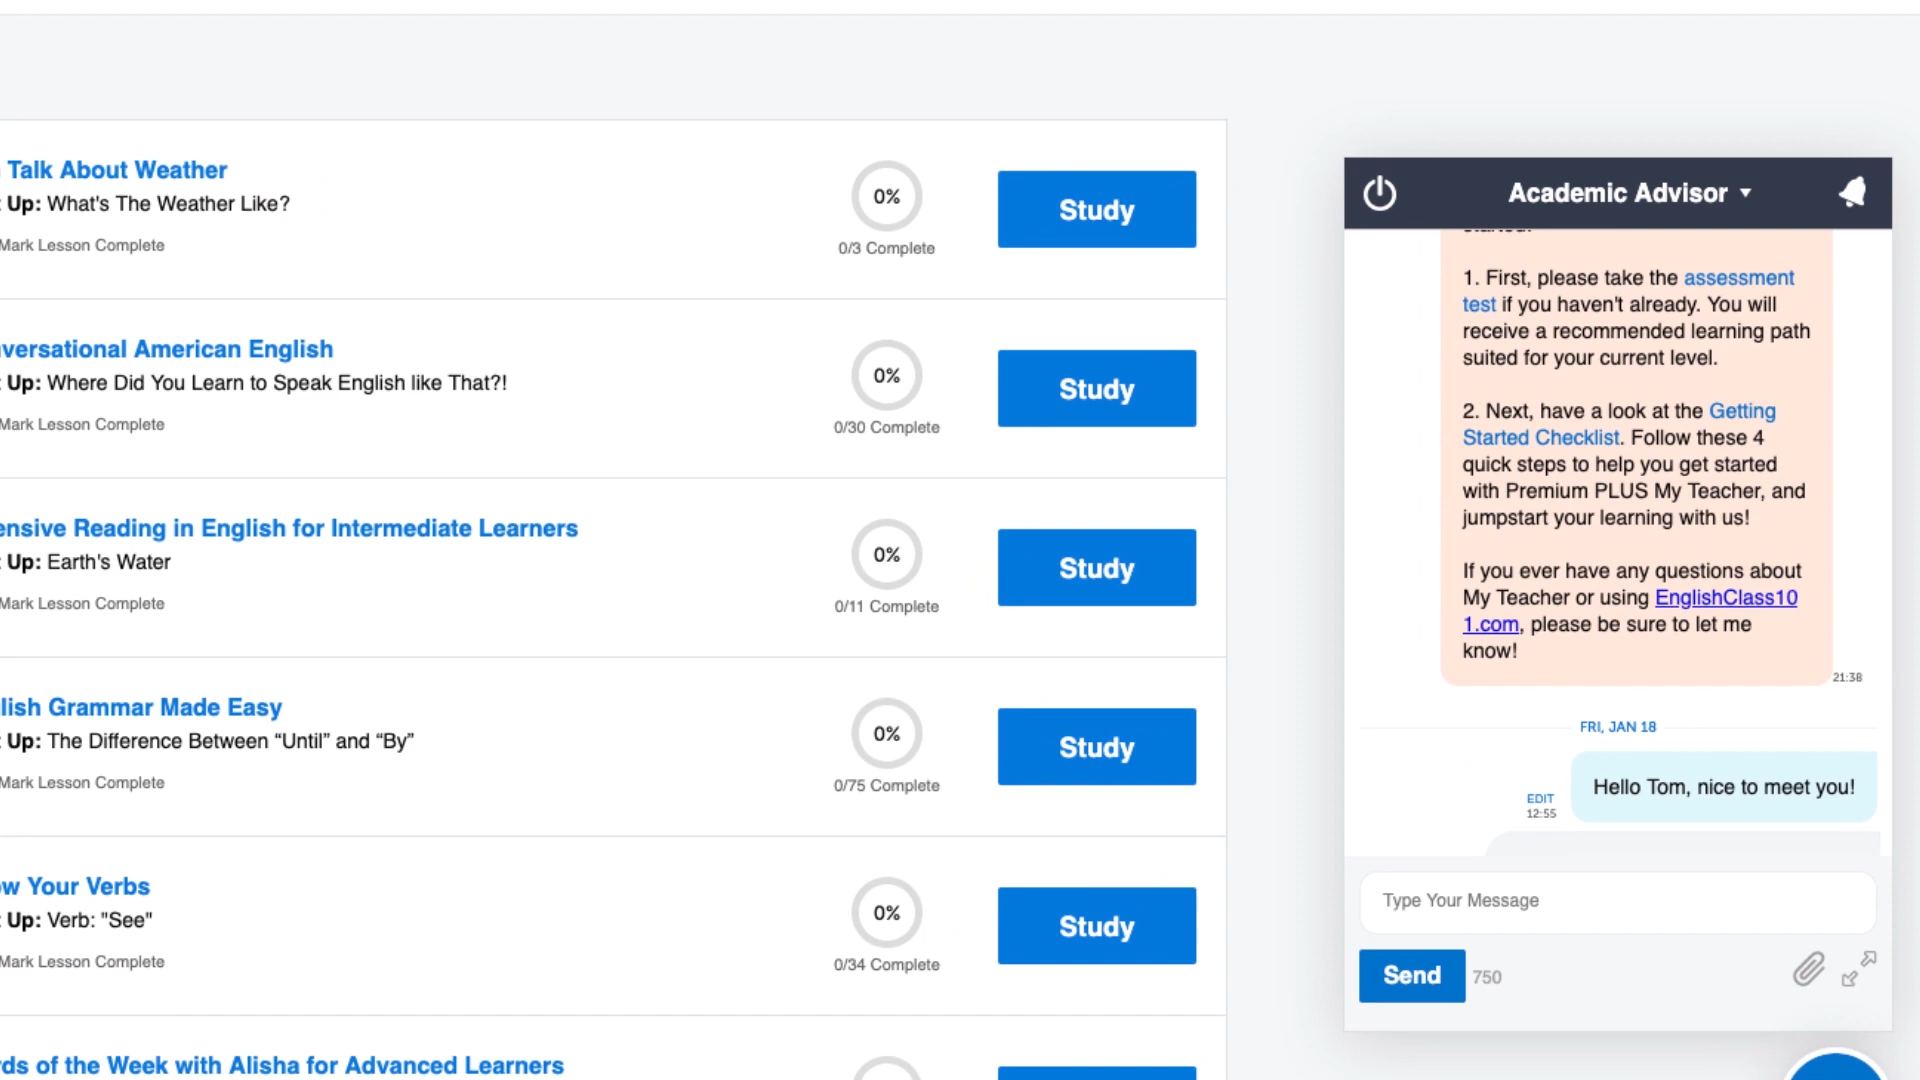 Talk About Weather
Up: What's The Weather Like?
Mark Lesson Complete
0%
0/3 Complete
Study
versational American English
Up: Where Did You Learn to Speak English like That?!
Mark Lesson Complete
0%
0/30 Complete
Study
ensive Reading in English for Intermediate Learners
Up: Earth's Water
Mark Lesson Complete
0%
0/11 Complete
Study
lish Grammar Made Easy
Up: The Difference Between “Until” and “By”
Mark Lesson Complete
0%
0/75 Complete
Study
ow Your Verbs
Up: Verb: "See"
Mark Lesson Complete
0%
0/34 Complete
Study
rds of the Week with Alisha for Advanced Learners
Academic Advisor
1. First, please take the assessment
test if you haven't already. You will
receive a recommended learning path
suited for your current level.
2. Next, have a look at the Getting
Started Checklist. Follow these 4
quick steps to help you get started
with Premium PLUS My Teacher, and
jumpstart your learning with us!
If you ever have any questions about
My Teacher or using EnglishClass10
1.com, please be sure to let me
know!
21:38
FRI, JAN 18
Hello Tom, nice to meet you!
EDIT
12:55
Type Your Message
Send
750